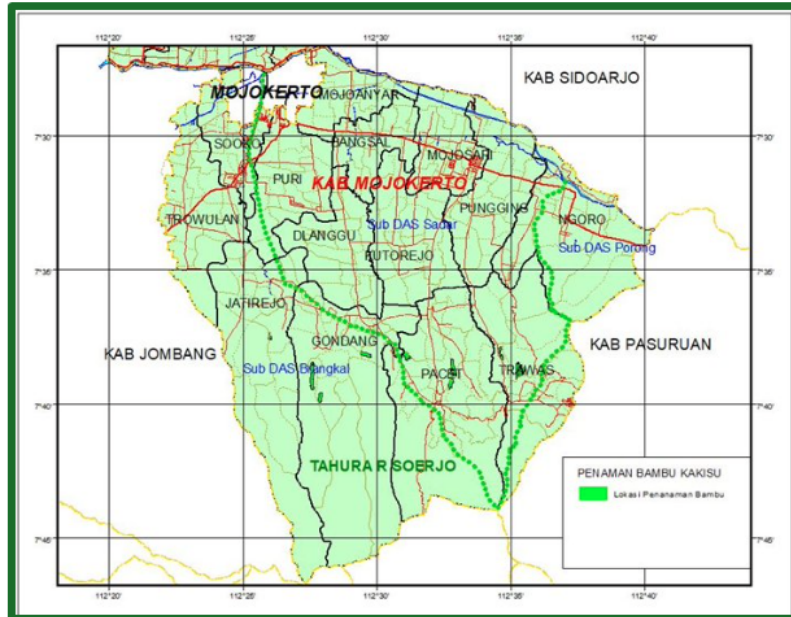 112°20'
112°25'
112°30'
112°35'
112°40'
KAB SIDOARJO
MOJOKERTO
MOJOANYAR
7°30'
7°30'
SOOKO
BANGSAL
MOJOSARI
PURI
KAB MOJOKERTO
PUNGGING
TROWULAN
NGORO
DLANGGU
Sub DAS Sadar
Sub DAS Porong
KUTOREJO
7°35'
7°35'
JATIREJO
GONDANG
KAB PASURUAN
KAB JOMBANG
Sub DAS Brangkal
PACET
TRAWAS
7°40'
7°40'
TAHURA R SOERJO
PENAMAN BAMBU KAKISU
Lokasi Penanaman Bambu
7°45'
7°45'
112°20'
112°25'
112°30'
112°35'
112°40'